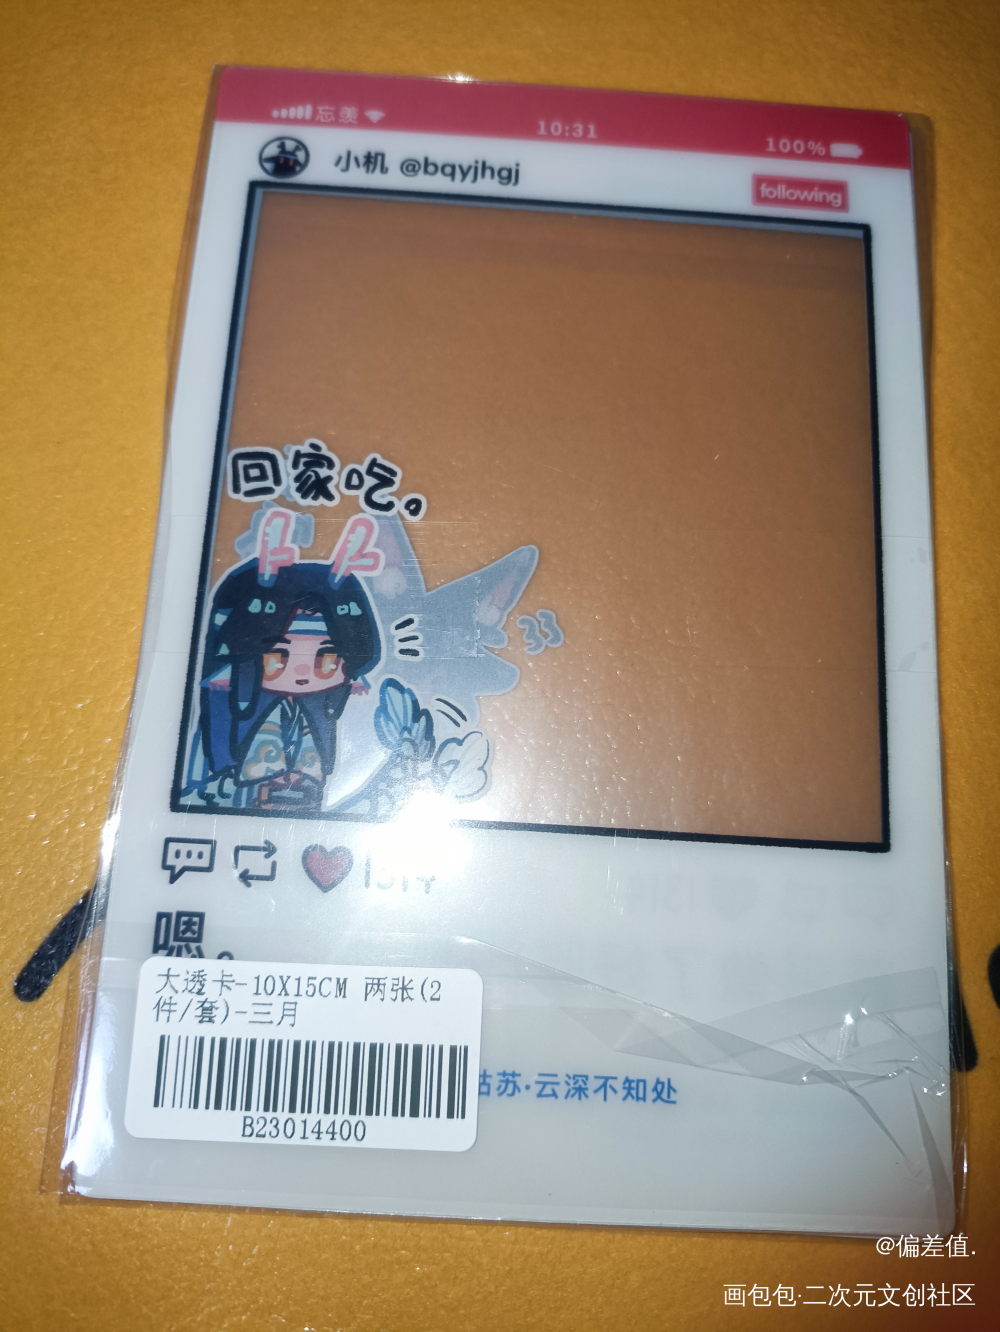 忘羡
10:31
100%
小机 @bqyjhgj
following
回家吃。
33
1314
嗯。
大透卡-10X15CM 两张(2
件/套)-三月
B23014400
姑苏·云深不知处
@偏差值.
画包包·二次元文创社区